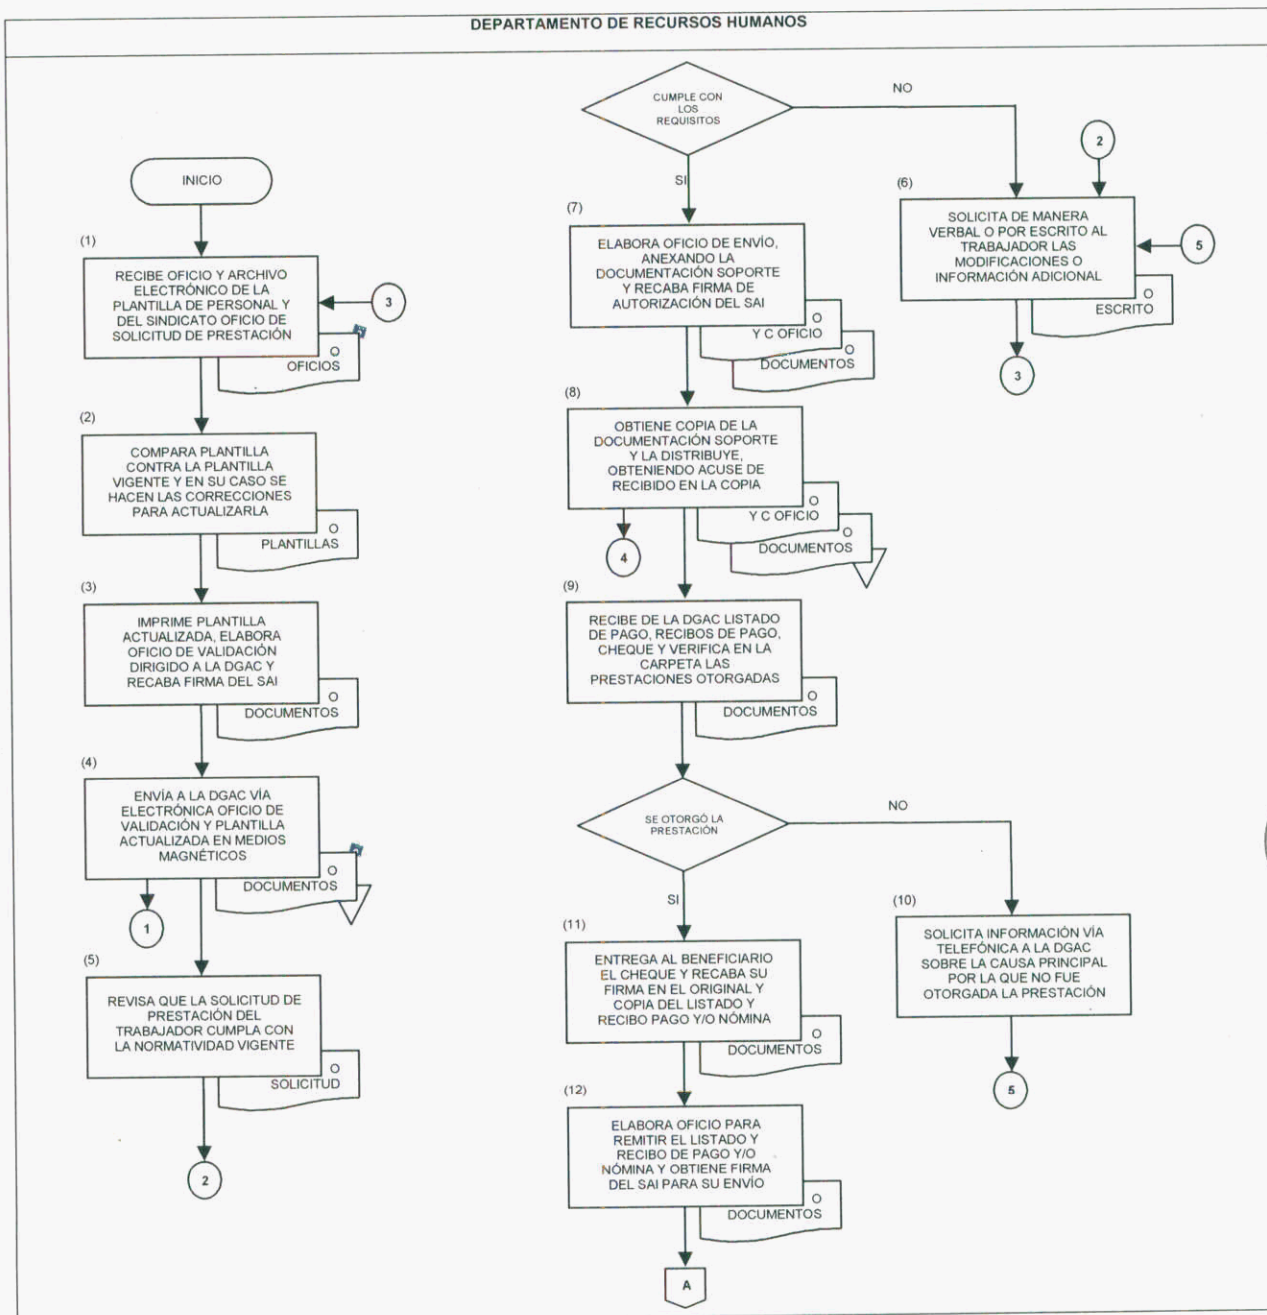 DEPARTAMENTO DE RECURSOS HUMANOS
INICIO
(1)
RECIBE OFICIO Y ARCHIVO
ELECTRÓNICO DE LA
PLANTILLA DE PERSONAL Y
DEL SINDICATO OFICIO DE
SOLICITUD DE PRESTACIÓN
3
O
OFICIOS
(2)
COMPARA PLANTILLA
CONTRA LA PLANTILLA
VIGENTE Y EN SU CASO SE
HACEN LAS CORRECCIONES
PARA ACTUALIZARLA
O
PLANTILLAS
(3)
IMPRIME PLANTILLA
ACTUALIZADA, ELABORA
OFICIO DE VALIDACIÓN
DIRIGIDO A LA DGAC Y
RECABA FIRMA DEL SAI
O
DOCUMENTOS
(4)
ENVÍA A LA DGAC VÍA
ELECTRÓNICA OFICIO DE
VALIDACIÓN Y PLANTILLA
ACTUALIZADA EN MEDIOS
MAGNÉTICOS
O
DOCUMENTOS
1
(5)
REVISA QUE LA SOLICITUD DE
PRESTACIÓN DEL
TRABAJADOR CUMPLA CON
LA NORMATIVIDAD VIGENTE
O
SOLICITUD
2
CUMPLE CON
LOS
REQUISITOS
NO
SI
2
(6)
SOLICITA DE MANERA
VERBAL O POR ESCRITO AL
TRABAJADOR LAS
MODIFICACIONES O
INFORMACIÓN ADICIONAL
5
O
ESCRITO
3
(7)
ELABORA OFICIO DE ENVÍO,
ANEXANDO LA
DOCUMENTACIÓN SOPORTE
Y RECABA FIRMA DE
AUTORIZACIÓN DEL SAI
O
Y C OFICIO
O
DOCUMENTOS
(8)
OBTIENE COPIA DE LA
DOCUMENTACIÓN SOPORTE
Y LA DISTRIBUYE,
OBTENIENDO ACUSE DE
RECIBIDO EN LA COPIA
O
Y C OFICIO
O
DOCUMENTOS
4
(9)
RECIBE DE LA DGAC LISTADO
DE PAGO, RECIBOS DE PAGO,
CHEQUE Y VERIFICA EN LA
CARPETA LAS
PRESTACIONES OTORGADAS
O
DOCUMENTOS
SE OTORGÓ LA
PRESTACIÓN
NO
SI
(10)
SOLICITA INFORMACIÓN VÍA
TELEFÓNICA A LA DGAC
SOBRE LA CAUSA PRINCIPAL
POR LA QUE NO FUE
OTORGADA LA PRESTACIÓN
5
(11)
ENTREGA AL BENEFICIARIO
EL CHEQUE Y RECABA SU
FIRMA EN EL ORIGINAL Y
COPIA DEL LISTADO Y
RECIBO PAGO Y/O NÓMINA
O
DOCUMENTOS
(12)
ELABORA OFICIO PARA
REMITIR EL LISTADO Y
RECIBO DE PAGO Y/O
NÓMINA Y OBTIENE FIRMA
DEL SAI PARA SU ENVÍO
O
DOCUMENTOS
A